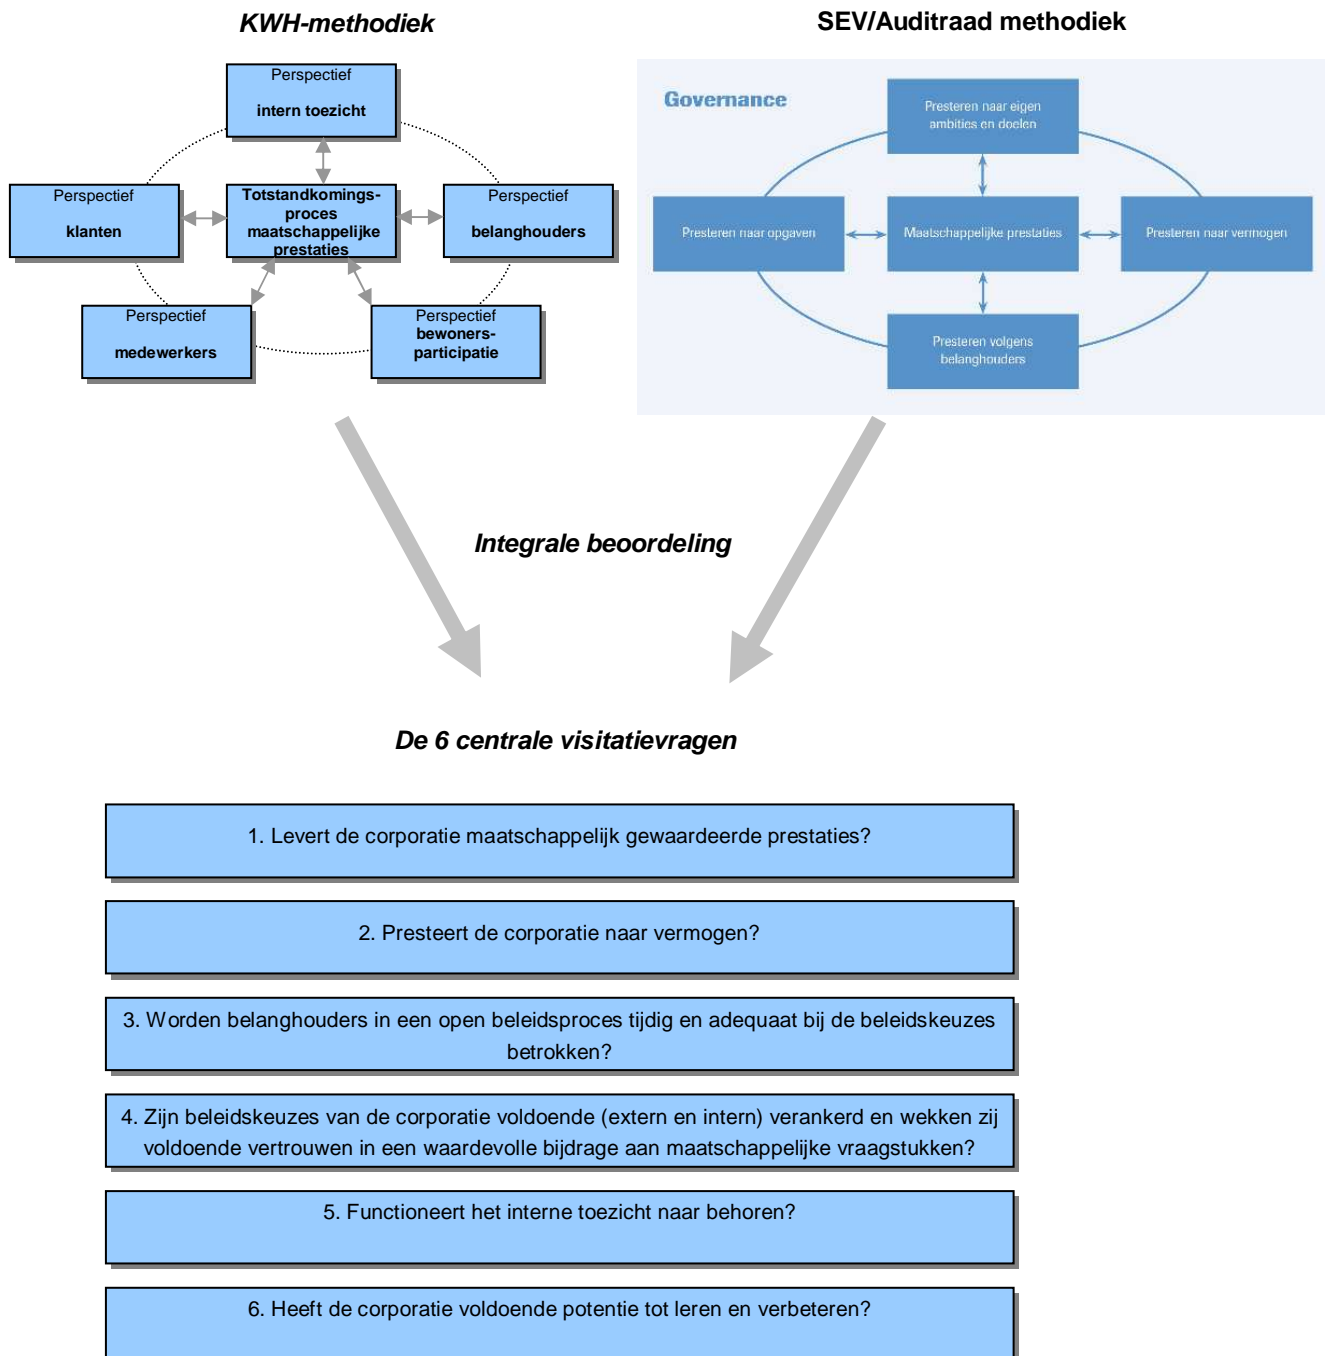 KWH-methodiek
Perspectief
intern toezicht
Perspectief
klanten
Totstandkomings-
proces
maatschappelijke
prestaties
Perspectief
belanghouders
Perspectief
medewerkers
Perspectief
bewoners-
participatie
SEV/Auditraad methodiek
Governance
Presteren naar eigen
ambities en doelen
Presteren naar opgaven
Maatschappelijke prestaties
Presteren naar vermogen
Presteren volgens
belanghouders
Integrale beoordeling
De 6 centrale visitatievragen
1. Levert de corporatie maatschappelijk gewaardeerde prestaties?
2. Presteert de corporatie naar vermogen?
3. Worden belanghouders in een open beleidsproces tijdig en adequaat bij de beleidskeuzes
betrokken?
4. Zijn beleidskeuzes van de corporatie voldoende (extern en intern) verankerd en wekken zij
voldoende vertrouwen in een waardevolle bijdrage aan maatschappelijke vraagstukken?
5. Functioneert het interne toezicht naar behoren?
6. Heeft de corporatie voldoende potentie tot leren en verbeteren?